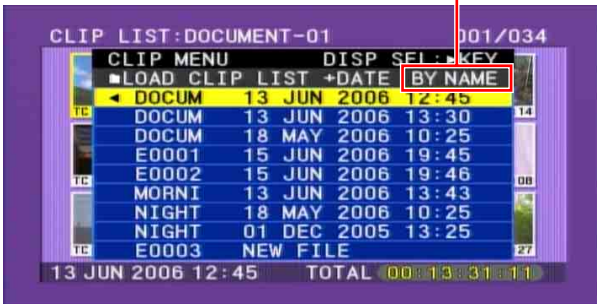 CLIP LIST:DOCUMENT-01 001/034
CLIP MENU DISP SEL:►KEY
LOAD CLIP LIST +DATE BY NAME
◄ DOCUM 13 JUN 2006 12:45
DOCUM 13 JUN 2006 13:30
DOCUM 18 MAY 2006 10:25
E0001 15 JUN 2006 19:45
E0002 15 JUN 2006 19:46
MORNI 13 JUN 2006 13:43
NIGHT 18 MAY 2006 10:25
NIGHT 01 DEC 2005 13:25
E0003 NEW FILE
TC 14
TC 08
TC 27
13 JUN 2006 12:45 TOTAL 00:13:31:11